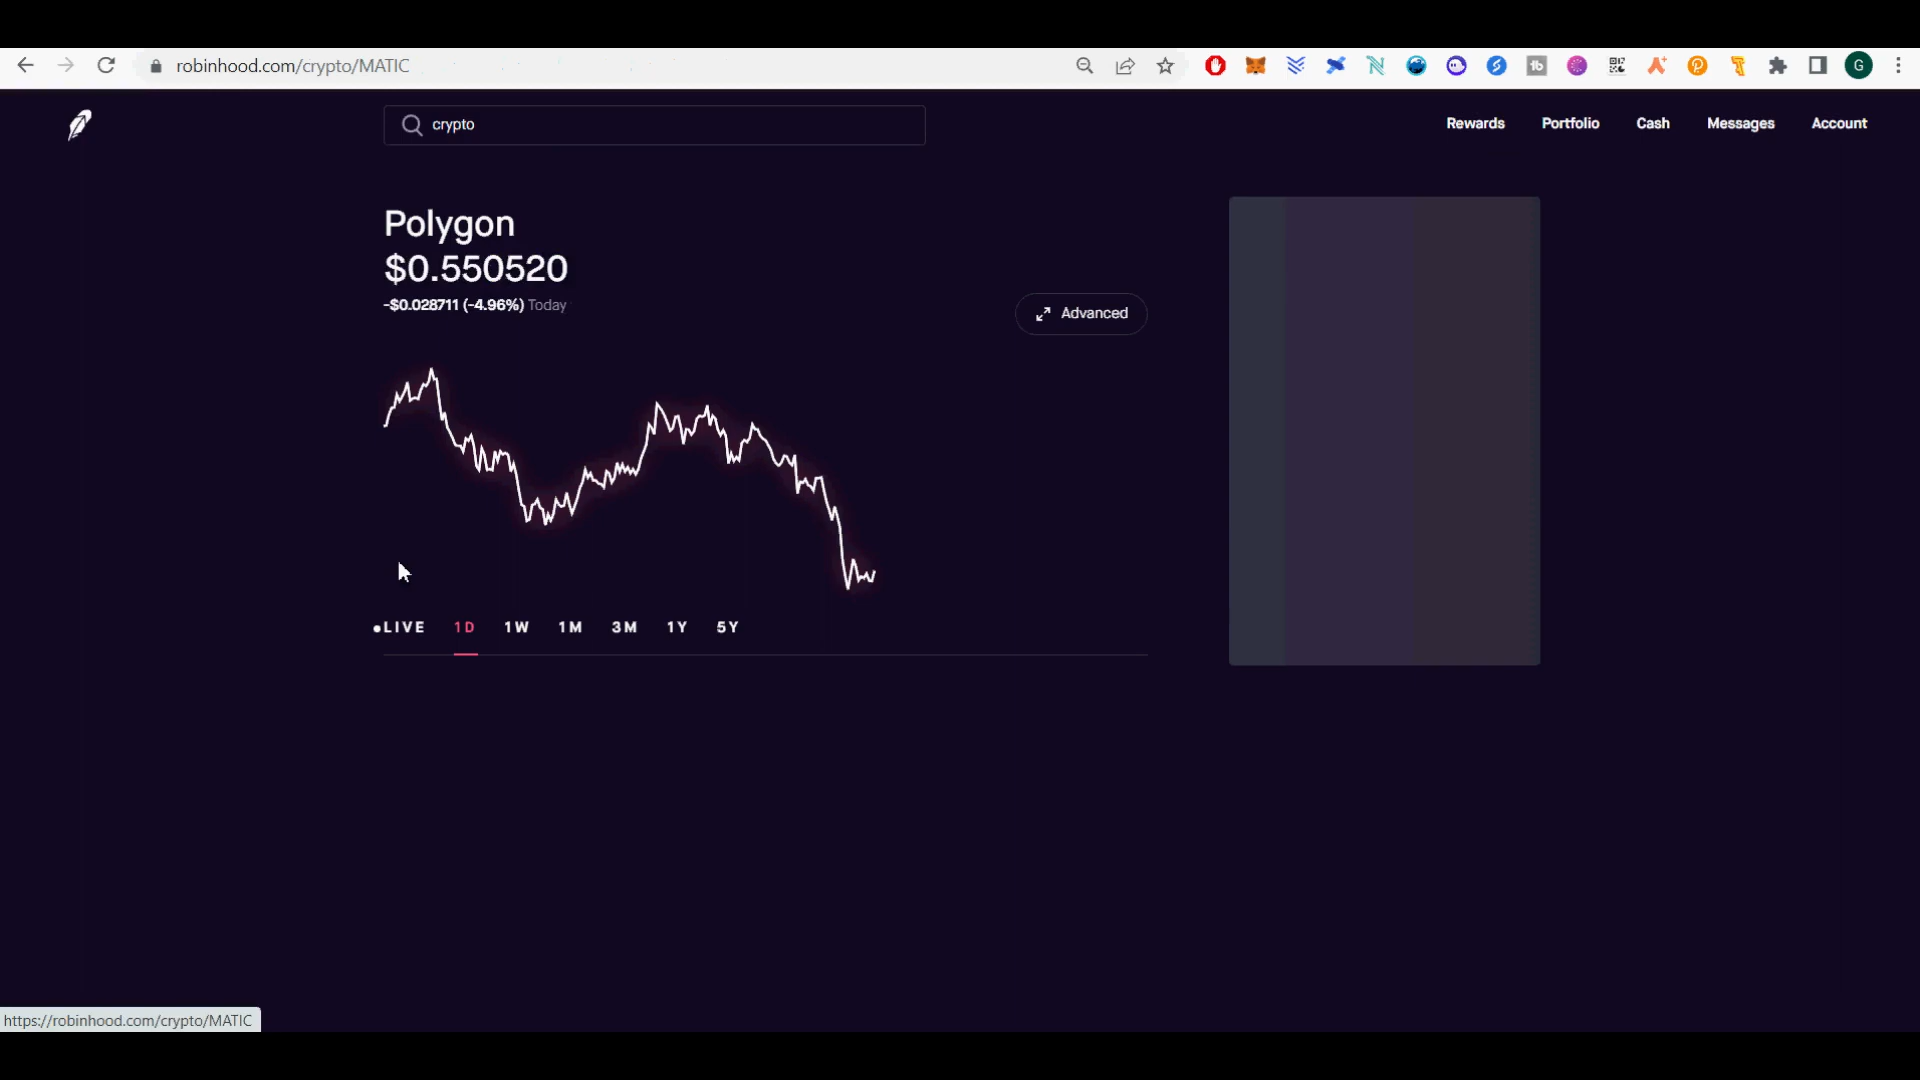 robinhood.com/crypto/MATIC
crypto
Rewards Portfolio Cash Messages Account
Polygon
$0.550520
-$0.028711 (-4.96%) Today
Advanced
LIVE 1D 1W 1M 3M 1Y 5Y
https://robinhood.com/crypto/MATIC
tb
G